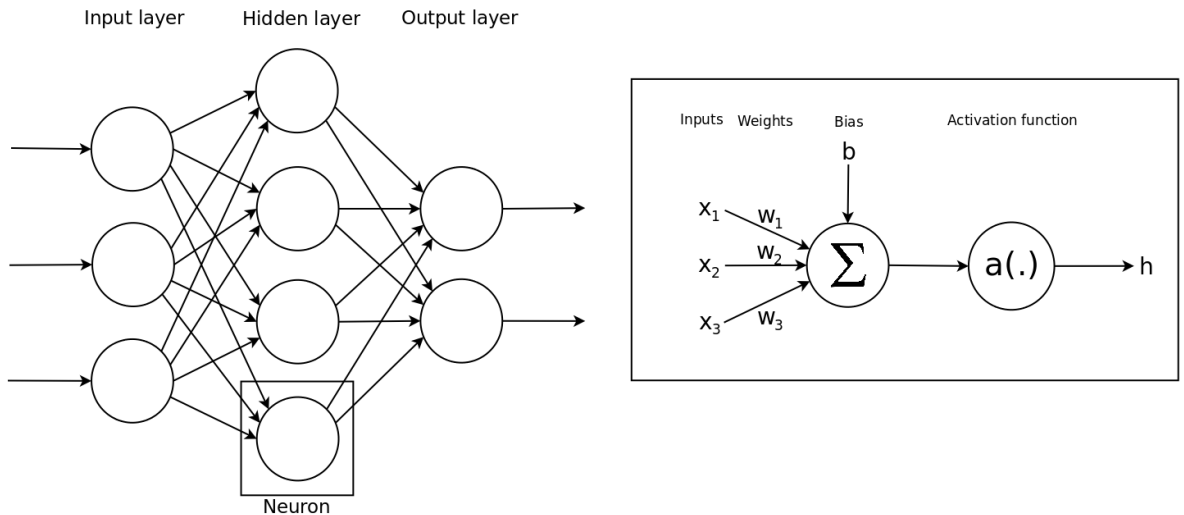 Input layer Hidden layer Output layer
Neuron
Inputs Weights Bias Activation function
b
x₁ w₁
x₂ w₂ Σ a(.) h
x₃ w₃